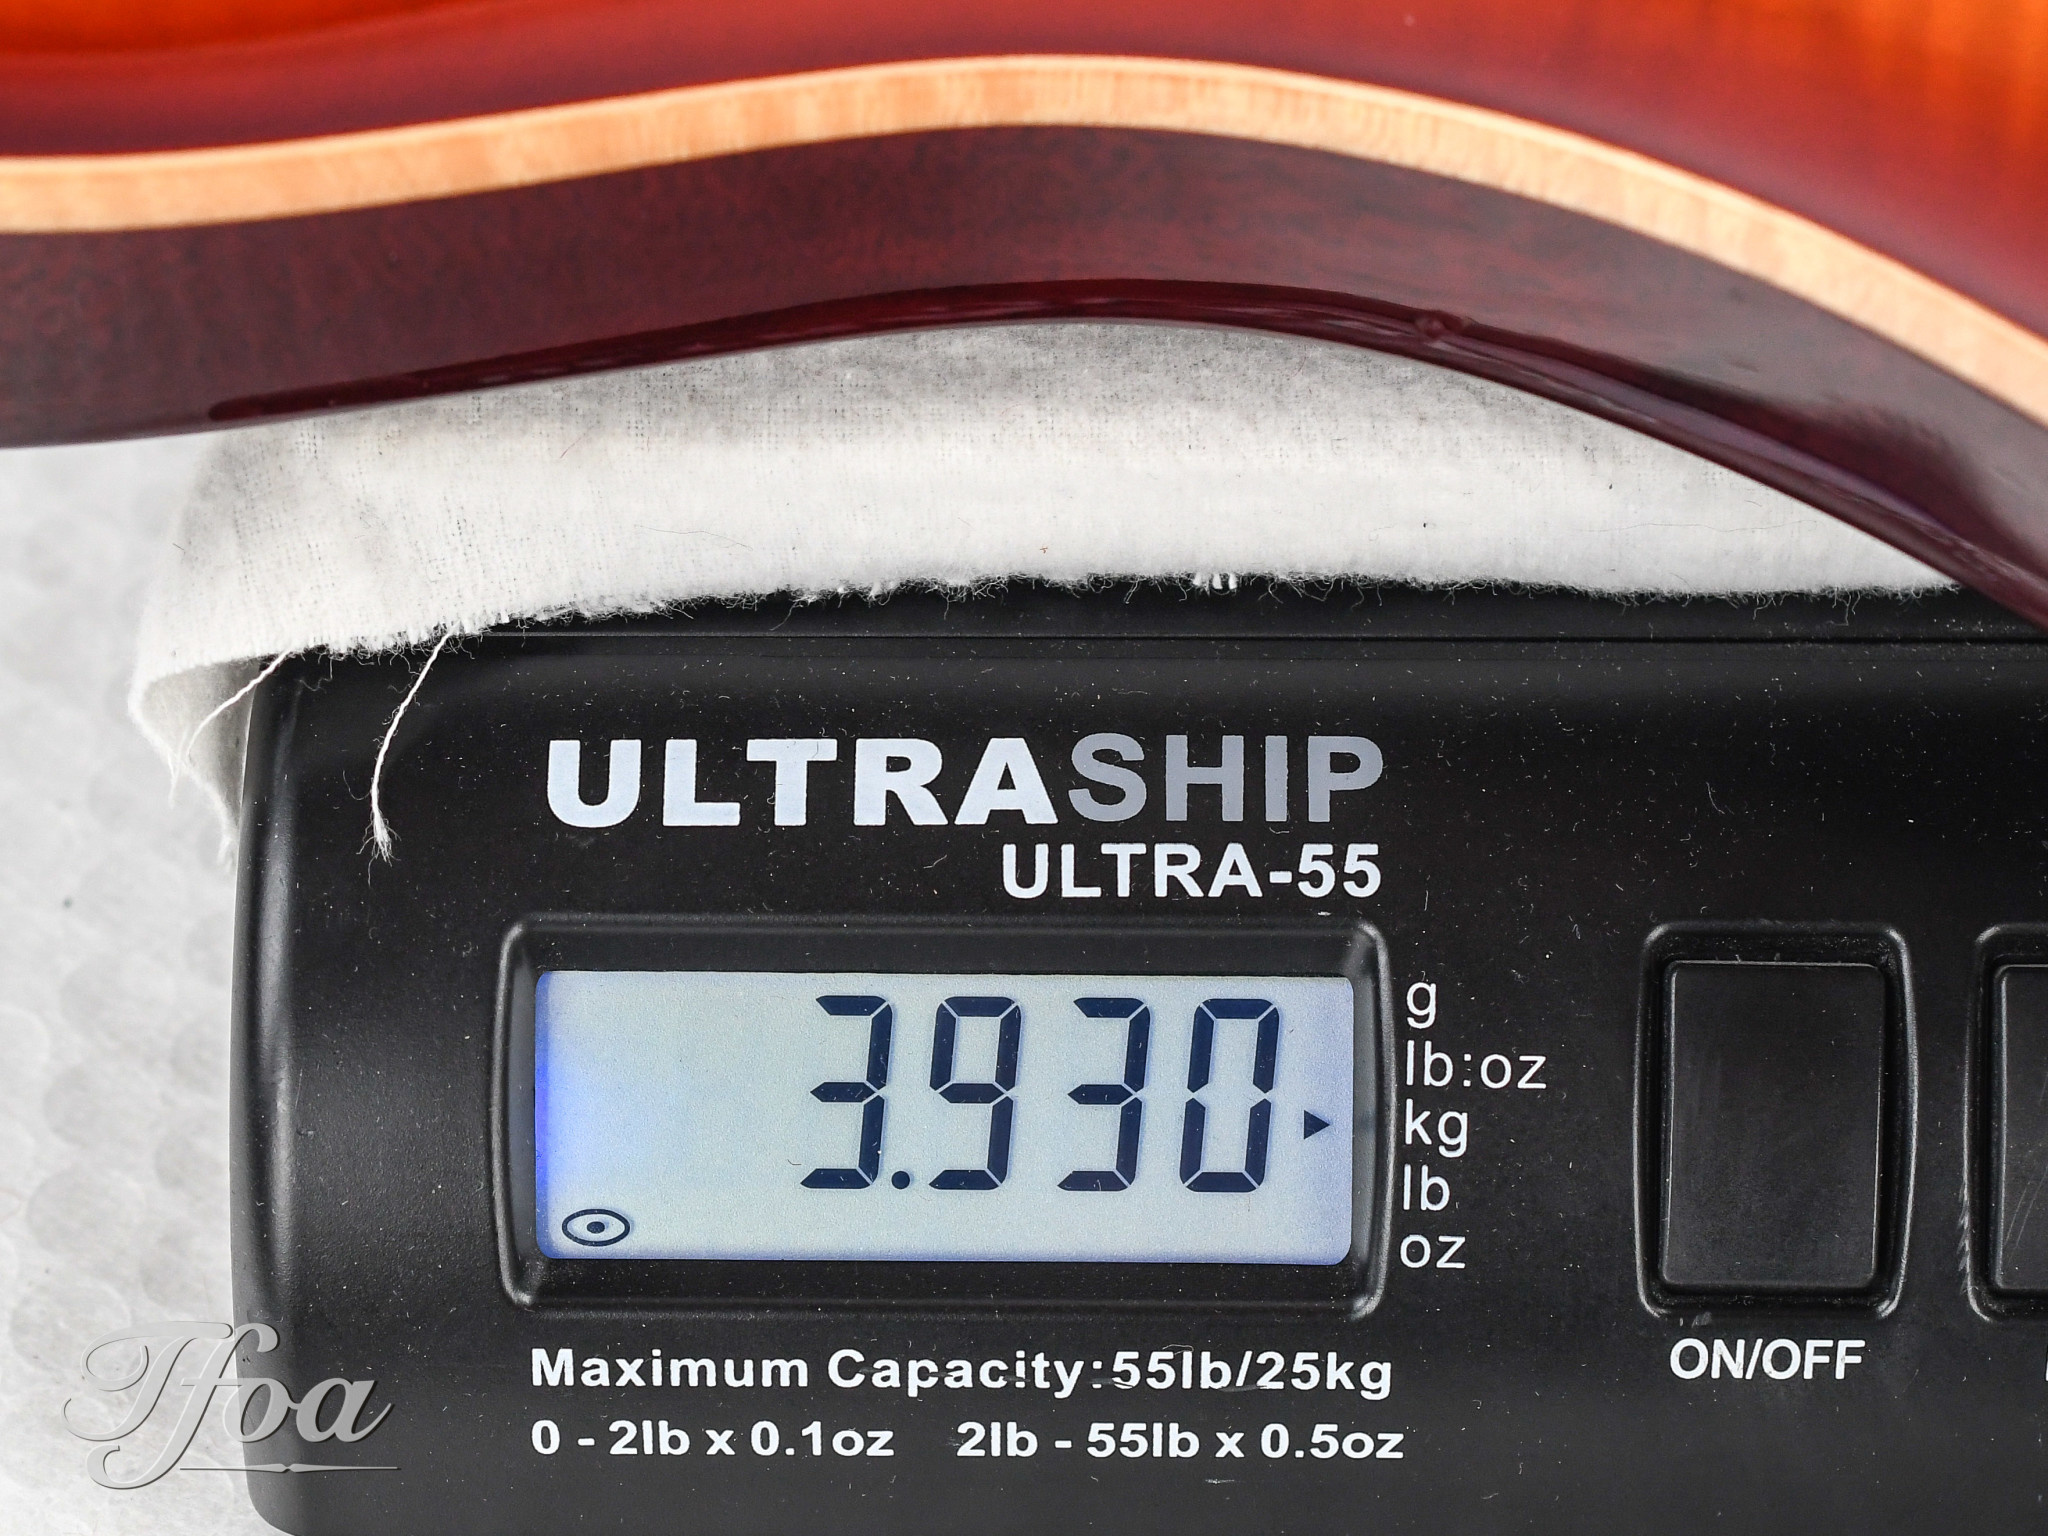 ULTRASHIP
ULTRA-55
3.930
g
lb:oz
kg
lb
oz
ON/OFF
Maximum Capacity:55lb/25kg
0 - 2lb x 0.1oz 2lb - 55lb x 0.5oz
Tfoa